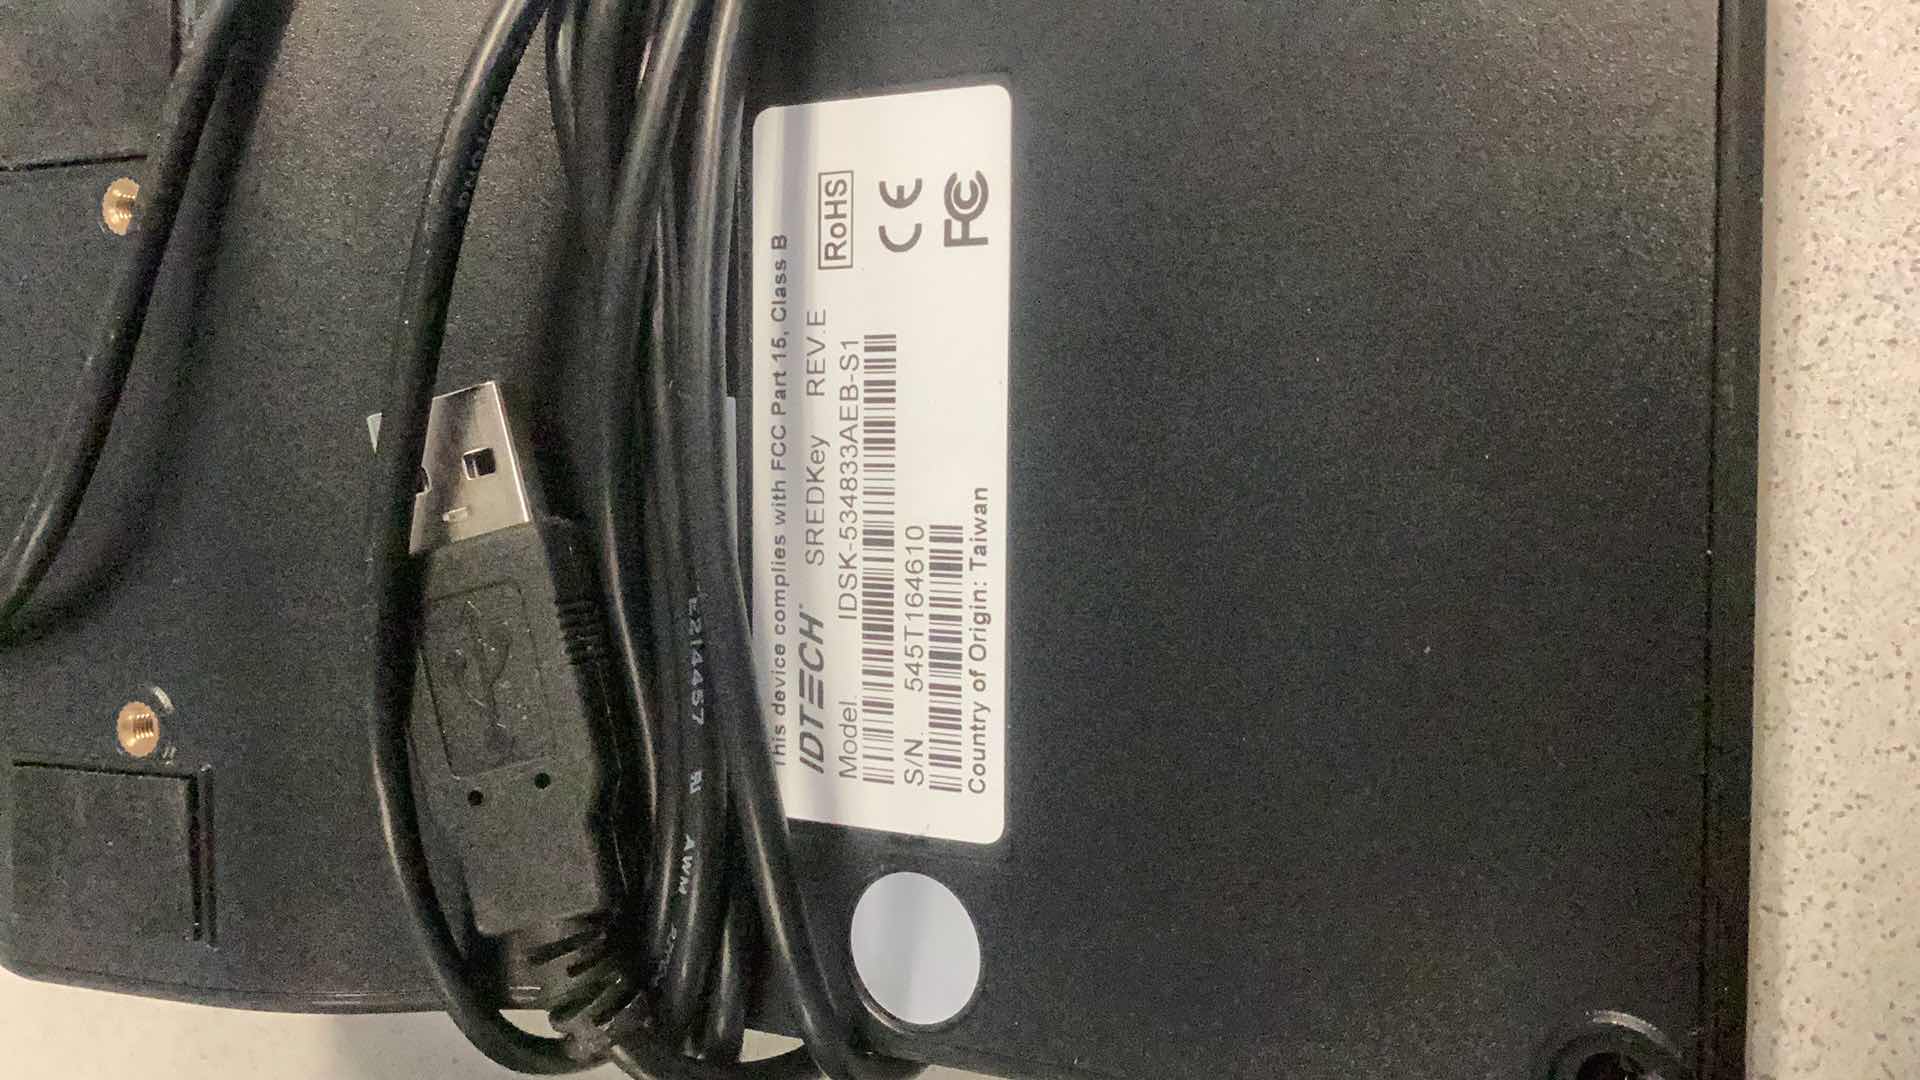 This device complies with FCC Part 15, Class B
IDTECH SREDKey REV.E
RoHS
Model. IDSK-534833AEB-S1
CE
S/N. 545T164610
FC
Country of Origin: Taiwan
E214457 RU AWM